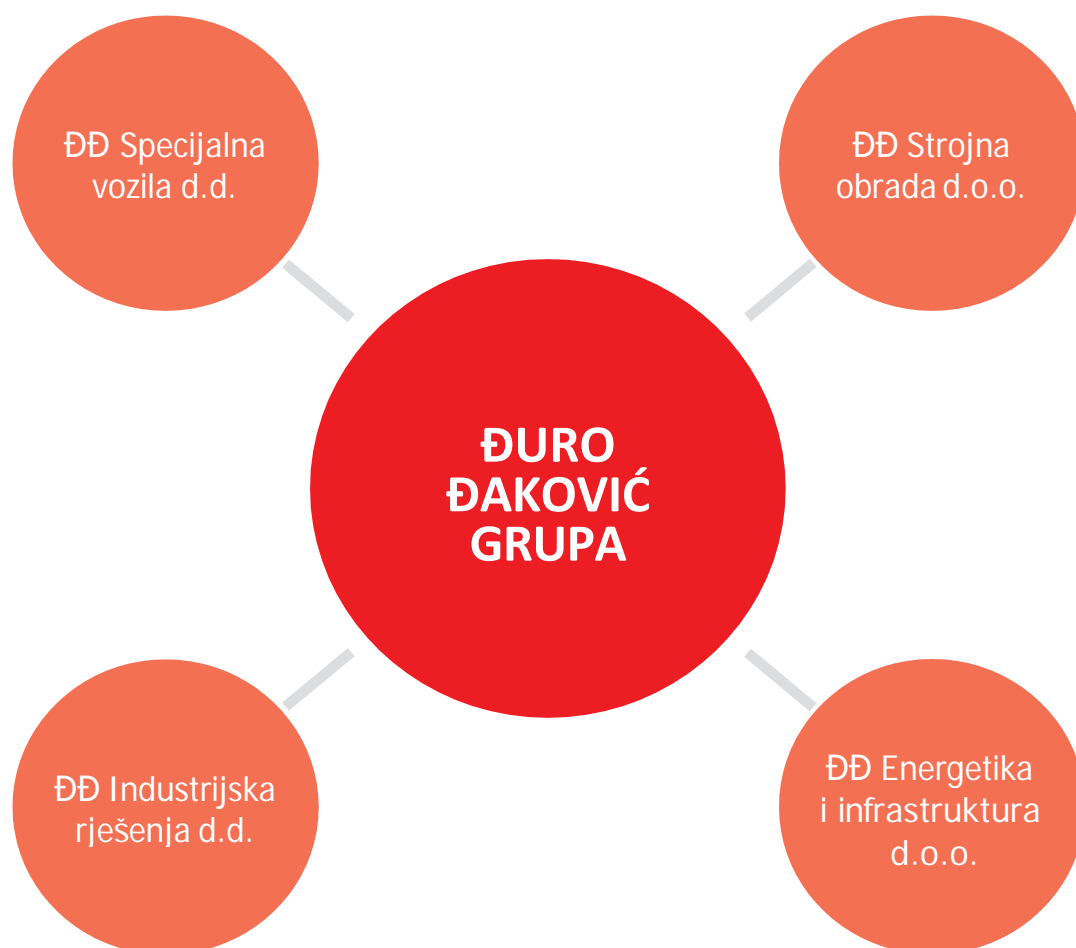 ĐĐ Specijalna
vozila d.d.
ĐĐ Strojna
obrada d.o.o.
ĐURO
ĐAKOVIĆ
GRUPA
ĐĐ Industrijska
rješenja d.d.
ĐĐ Energetika
i infrastruktura
d.o.o.